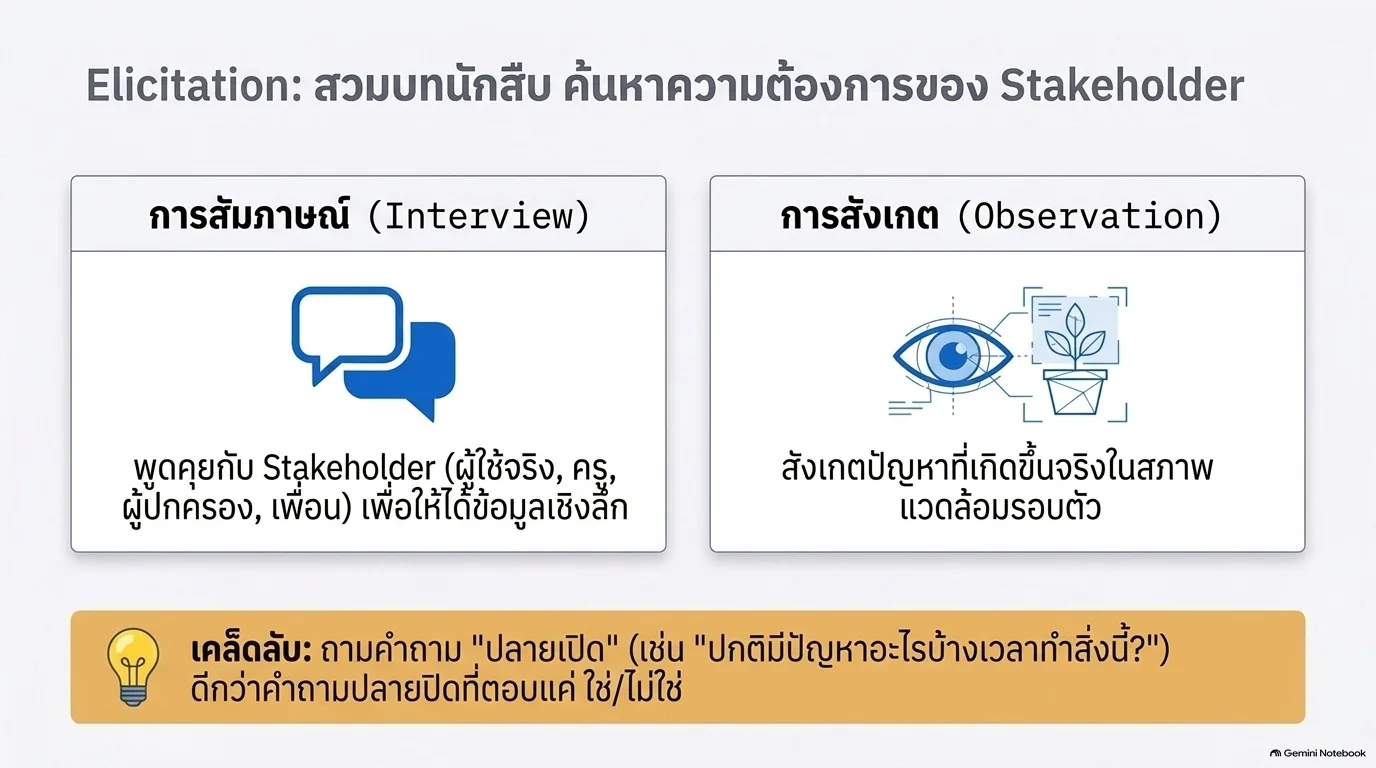 Elicitation: สวมบทนักสืบ ค้นหาความต้องการของ Stakeholder
การสัมภาษณ์ (Interview)
พูดคุยกับ Stakeholder (ผู้ใช้จริง, ครู,
ผู้ปกครอง, เพื่อน) เพื่อให้ได้ข้อมูลเชิงลึก
การสังเกต (Observation)
สังเกตปัญหาที่เกิดขึ้นจริงในสภาพ
แวดล้อมรอบตัว
เคล็ดลับ: ถามคำถาม "ปลายเปิด" (เช่น "ปกติมีปัญหาอะไรบ้างเวลาทำสิ่งนี้?")
ดีกว่าคำถามปลายปิดที่ตอบแค่ ใช่/ไม่ใช่
Gemini Notebook